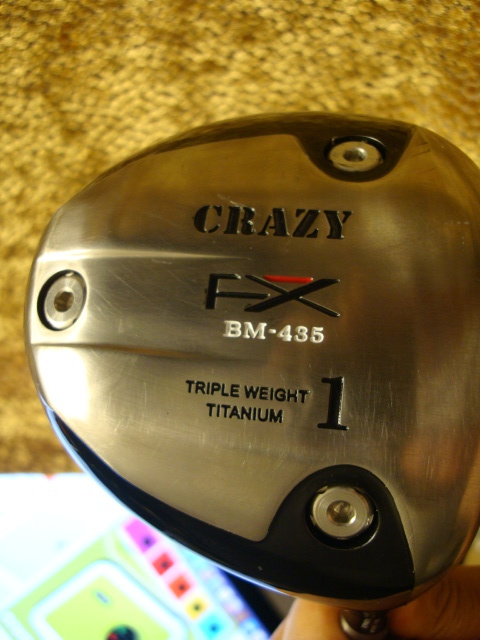 CRAZY
FX
BM-435
TRIPLE WEIGHT
TITANIUM
1